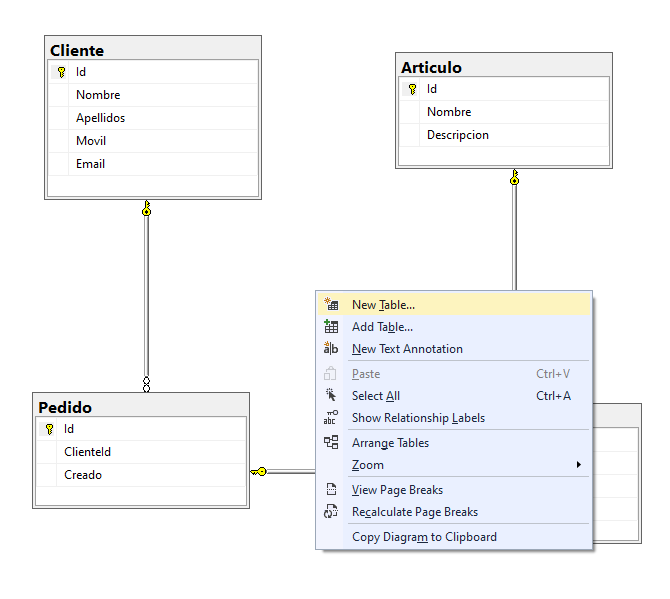 Cliente
Id
Nombre
Apellidos
Movil
Email
Articulo
Id
Nombre
Descripcion
New Table...
Add Table...
New Text Annotation
Paste Ctrl+V
Select All Ctrl+A
Show Relationship Labels
Arrange Tables
Zoom
View Page Breaks
Recalculate Page Breaks
Copy Diagram to Clipboard
Pedido
Id
ClienteId
Creado